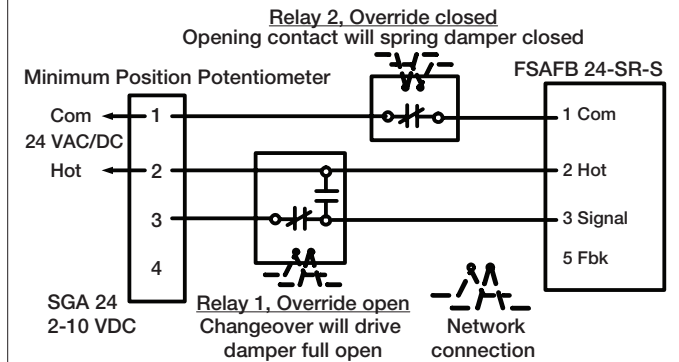 Relay 2, Override closed
Opening contact will spring damper closed
Minimum Position Potentiometer
FSAFB 24-SR-S
Com
1
1 Com
24 VAC/DC
Hot
2
2 Hot
3
3 Signal
4
5 Fbk
SGA 24
2-10 VDC
Relay 1, Override open
Changeover will drive
damper full open
Network
connection